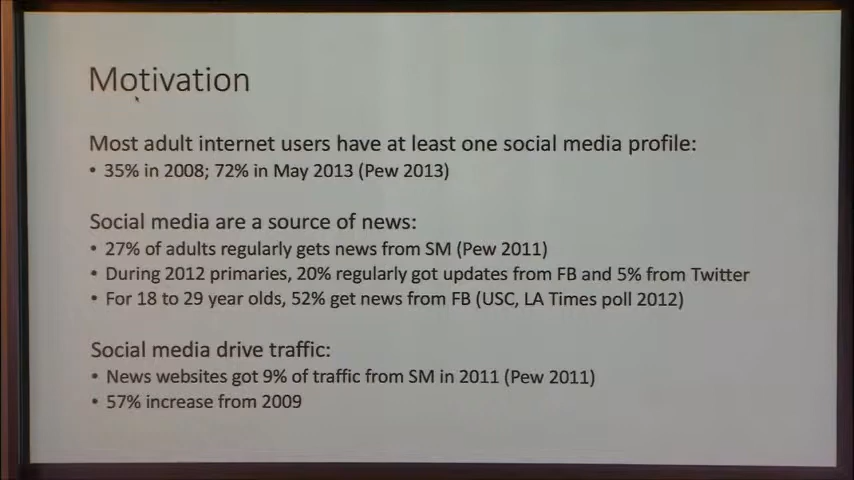 Motivation
Most adult internet users have at least one social media profile:
• 35% in 2008; 72% in May 2013 (Pew 2013)
Social media are a source of news:
• 27% of adults regularly gets news from SM (Pew 2011)
• During 2012 primaries, 20% regularly got updates from FB and 5% from Twitter
• For 18 to 29 year olds, 52% get news from FB (USC, LA Times poll 2012)
Social media drive traffic:
• News websites got 9% of traffic from SM in 2011 (Pew 2011)
• 57% increase from 2009